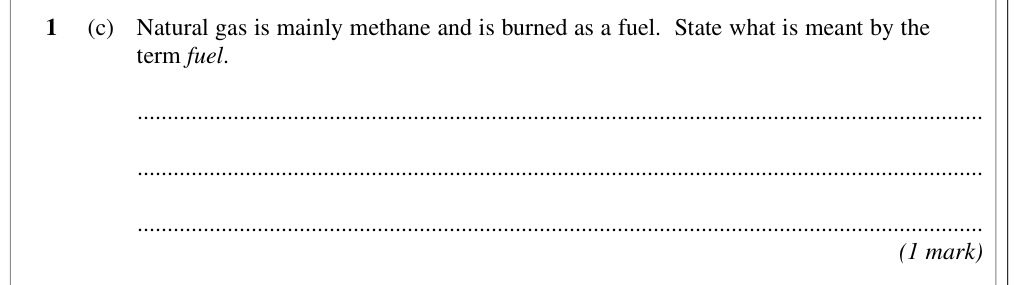 1 (c) Natural gas is mainly methane and is burned as a fuel. State what is meant by the
term fuel.
(1 mark)